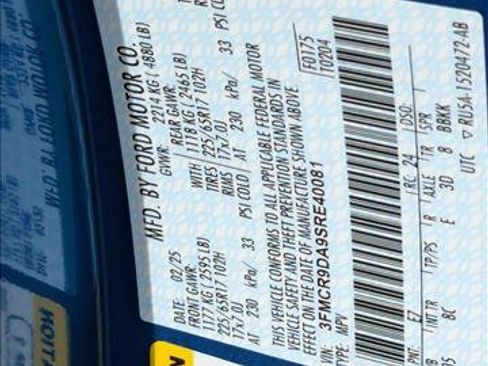 MFD. BY FORD MOTOR CO.
DATE: 02/25 GVWR: 2214 KG ( 4880 LB)
FRONT GAWR: REAR GAWR:
1177 KG ( 2595 LB) 1118 KG ( 2465 LB)
WITH
225/65R17 102H TIRES 225/65R17 102H
17x7.0J RIMS 17x7.0J
AT 230 kPa/ 33 PSI COLD AT 230 kPa/ 33 PSI COLD
THIS VEHICLE CONFORMS TO ALL APPLICABLE FEDERAL MOTOR
VEHICLE SAFETY AND THEFT PREVENTION STANDARDS IN
EFFECT ON THE DATE OF MANUFACTURE SHOWN ABOVE.
VIN: 3FMCR9DA9SRE40081 F0175
TYPE: MPV T0204
PNT: EZ RC: 24 DSO:
INT TR TP/PS R AXLE TR SPR
8C E 3D 8 BBKK
UTC ▽ RU5A-1520472-AB